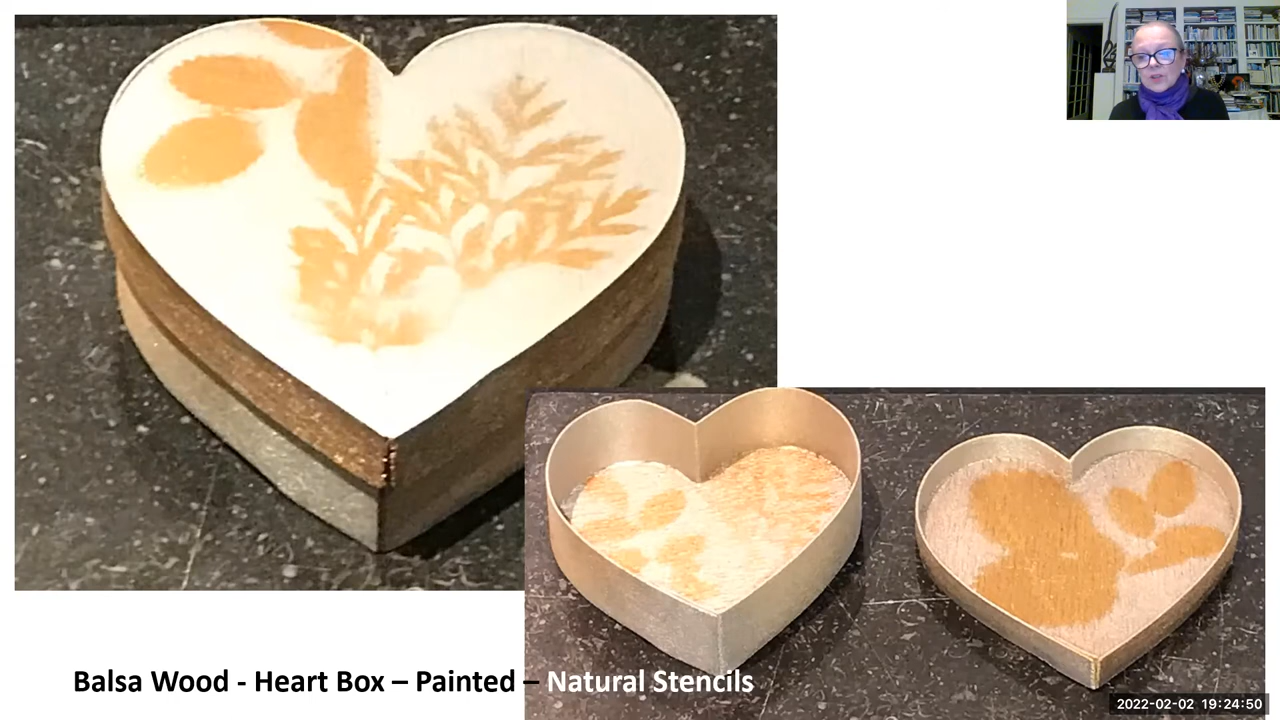 Balsa Wood - Heart Box – Painted – Natural Stencils
2022-02-02 19:24:50